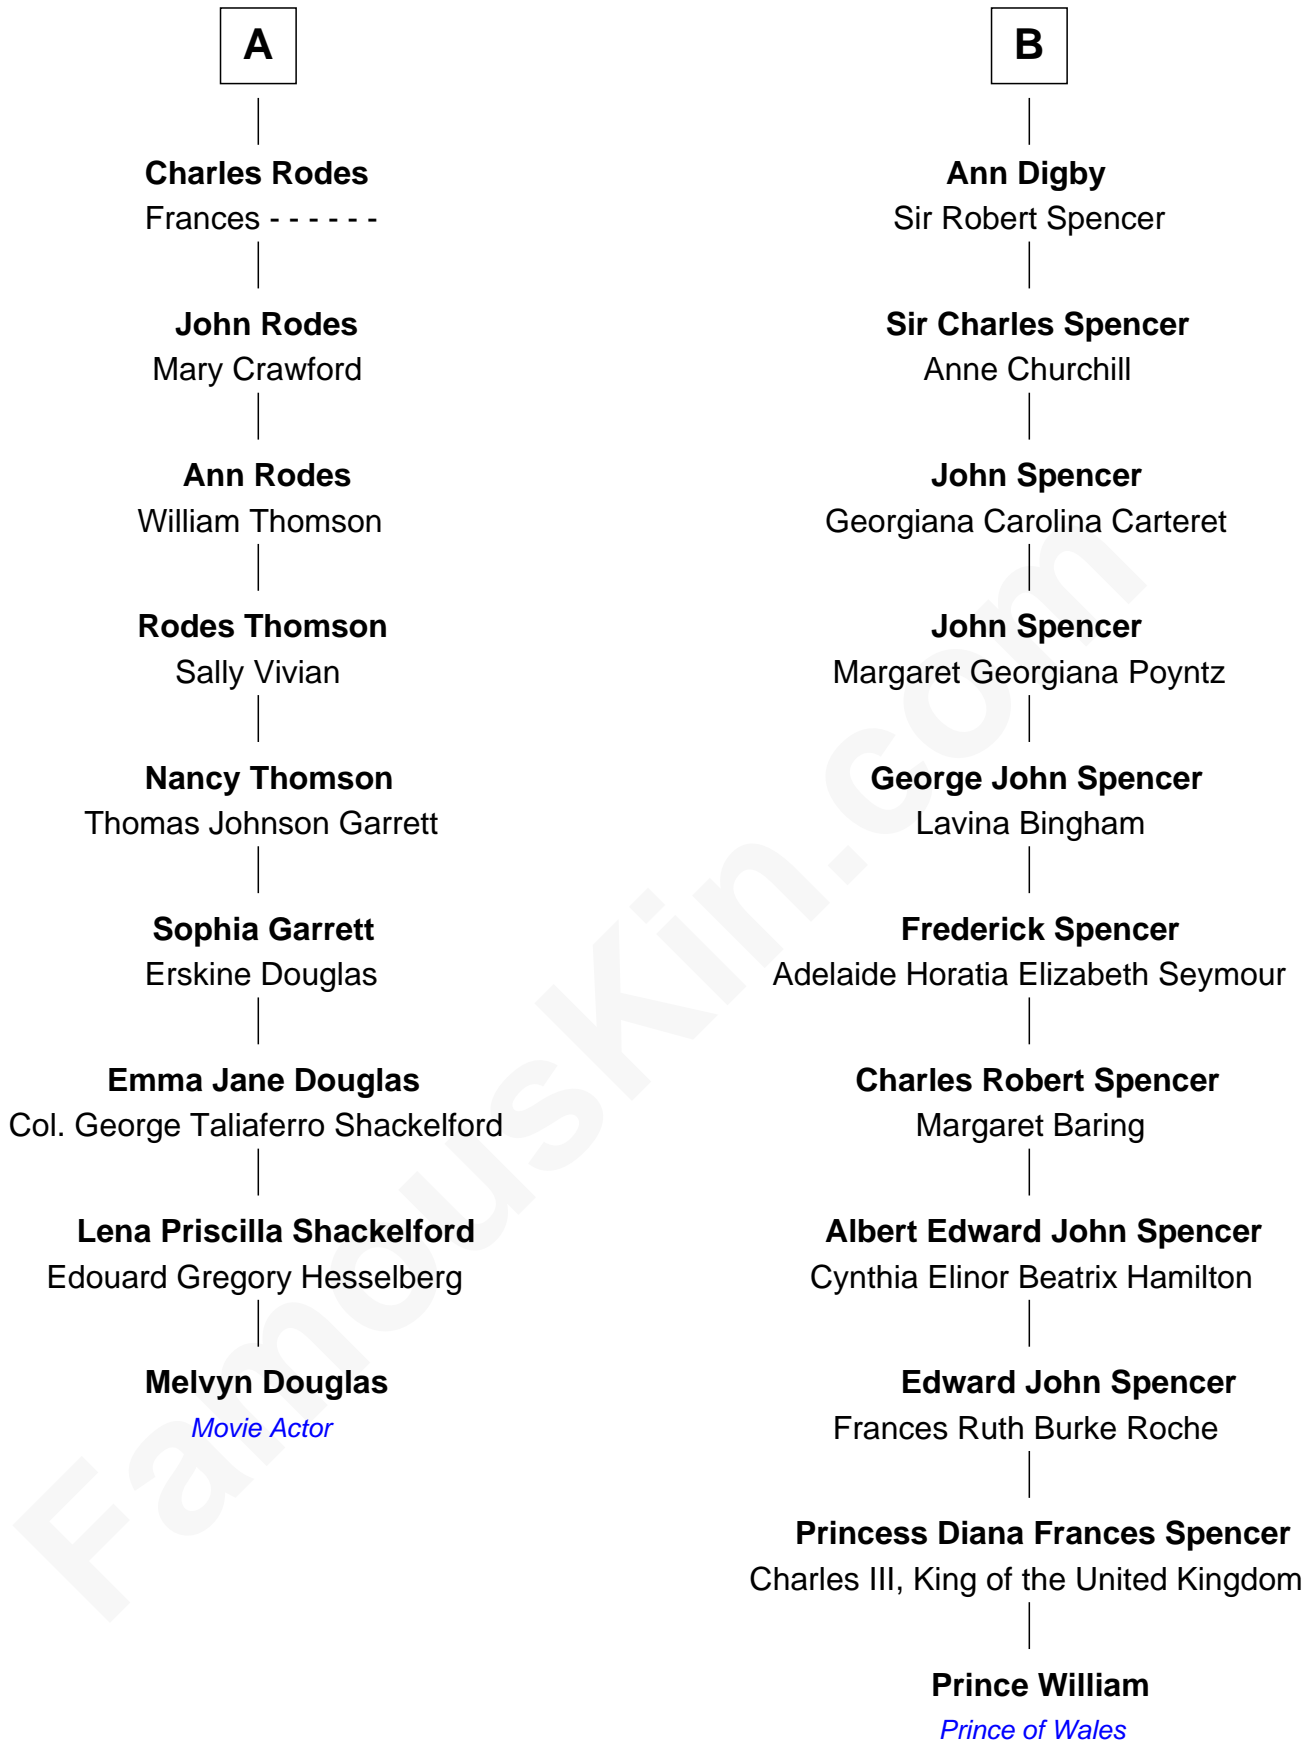 A
Charles Rodes
Frances - - - - - -
John Rodes
Mary Crawford
Ann Rodes
William Thomson
Rodes Thomson
Sally Vivian
Nancy Thomson
Thomas Johnson Garrett
Sophia Garrett
Erskine Douglas
Emma Jane Douglas
Col. George Taliaferro Shackelford
Lena Priscilla Shackelford
Edouard Gregory Hesselberg
Melvyn Douglas
Movie Actor
B
Ann Digby
Sir Robert Spencer
Sir Charles Spencer
Anne Churchill
John Spencer
Georgiana Carolina Carteret
John Spencer
Margaret Georgiana Poyntz
George John Spencer
Lavina Bingham
Frederick Spencer
Adelaide Horatia Elizabeth Seymour
Charles Robert Spencer
Margaret Baring
Albert Edward John Spencer
Cynthia Elinor Beatrix Hamilton
Edward John Spencer
Frances Ruth Burke Roche
Princess Diana Frances Spencer
Charles III, King of the United Kingdom
Prince William
Prince of Wales
FamousKin.com